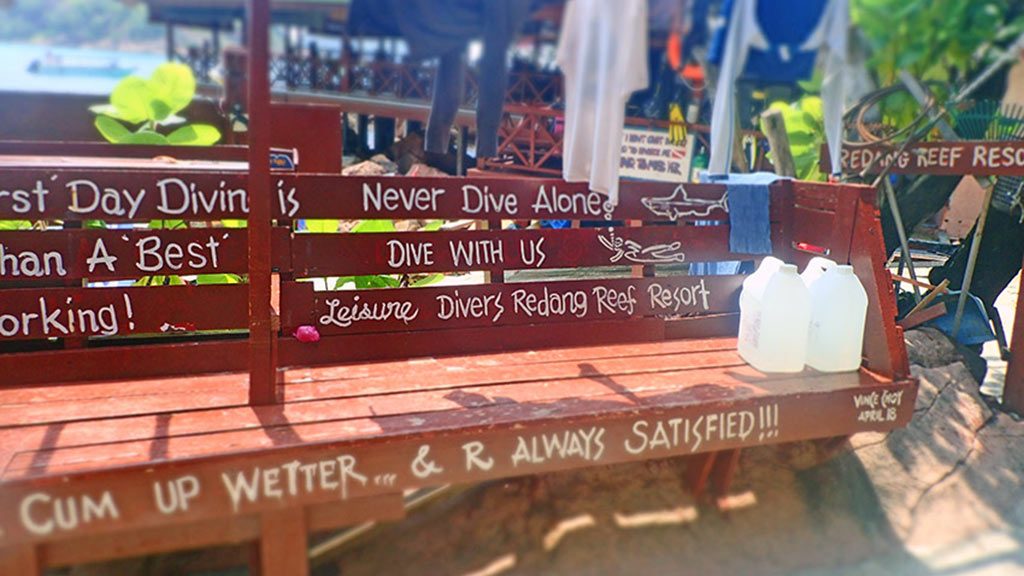 rst' Day Diving is
han A 'Best'
orking!
Never Dive Alone.
DIVE WITH US
Leisure Divers Redang Reef Resort
CUM UP WETTER... & R ALWAYS SATISFIED!!!
VINCE CHOY
APRIL 18
REDANG REEF RESO